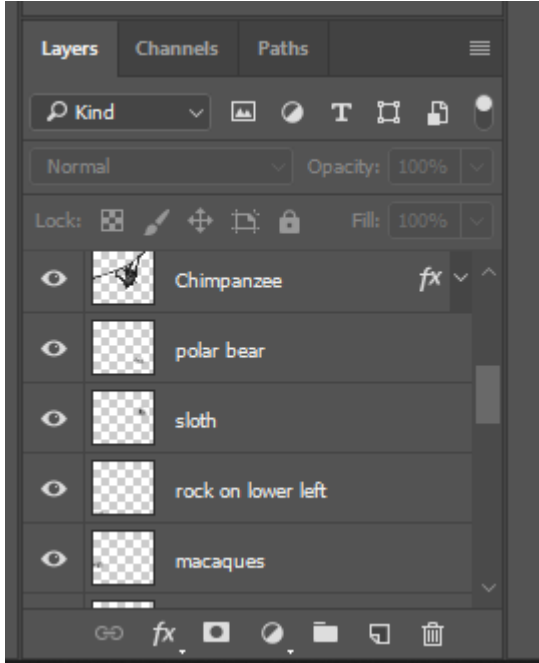 Layers Channels Paths
Kind T
Normal Opacity: 100%
Lock: Fill: 100%
Chimpanzee fx
polar bear
sloth
rock on lower left
macaques
fx